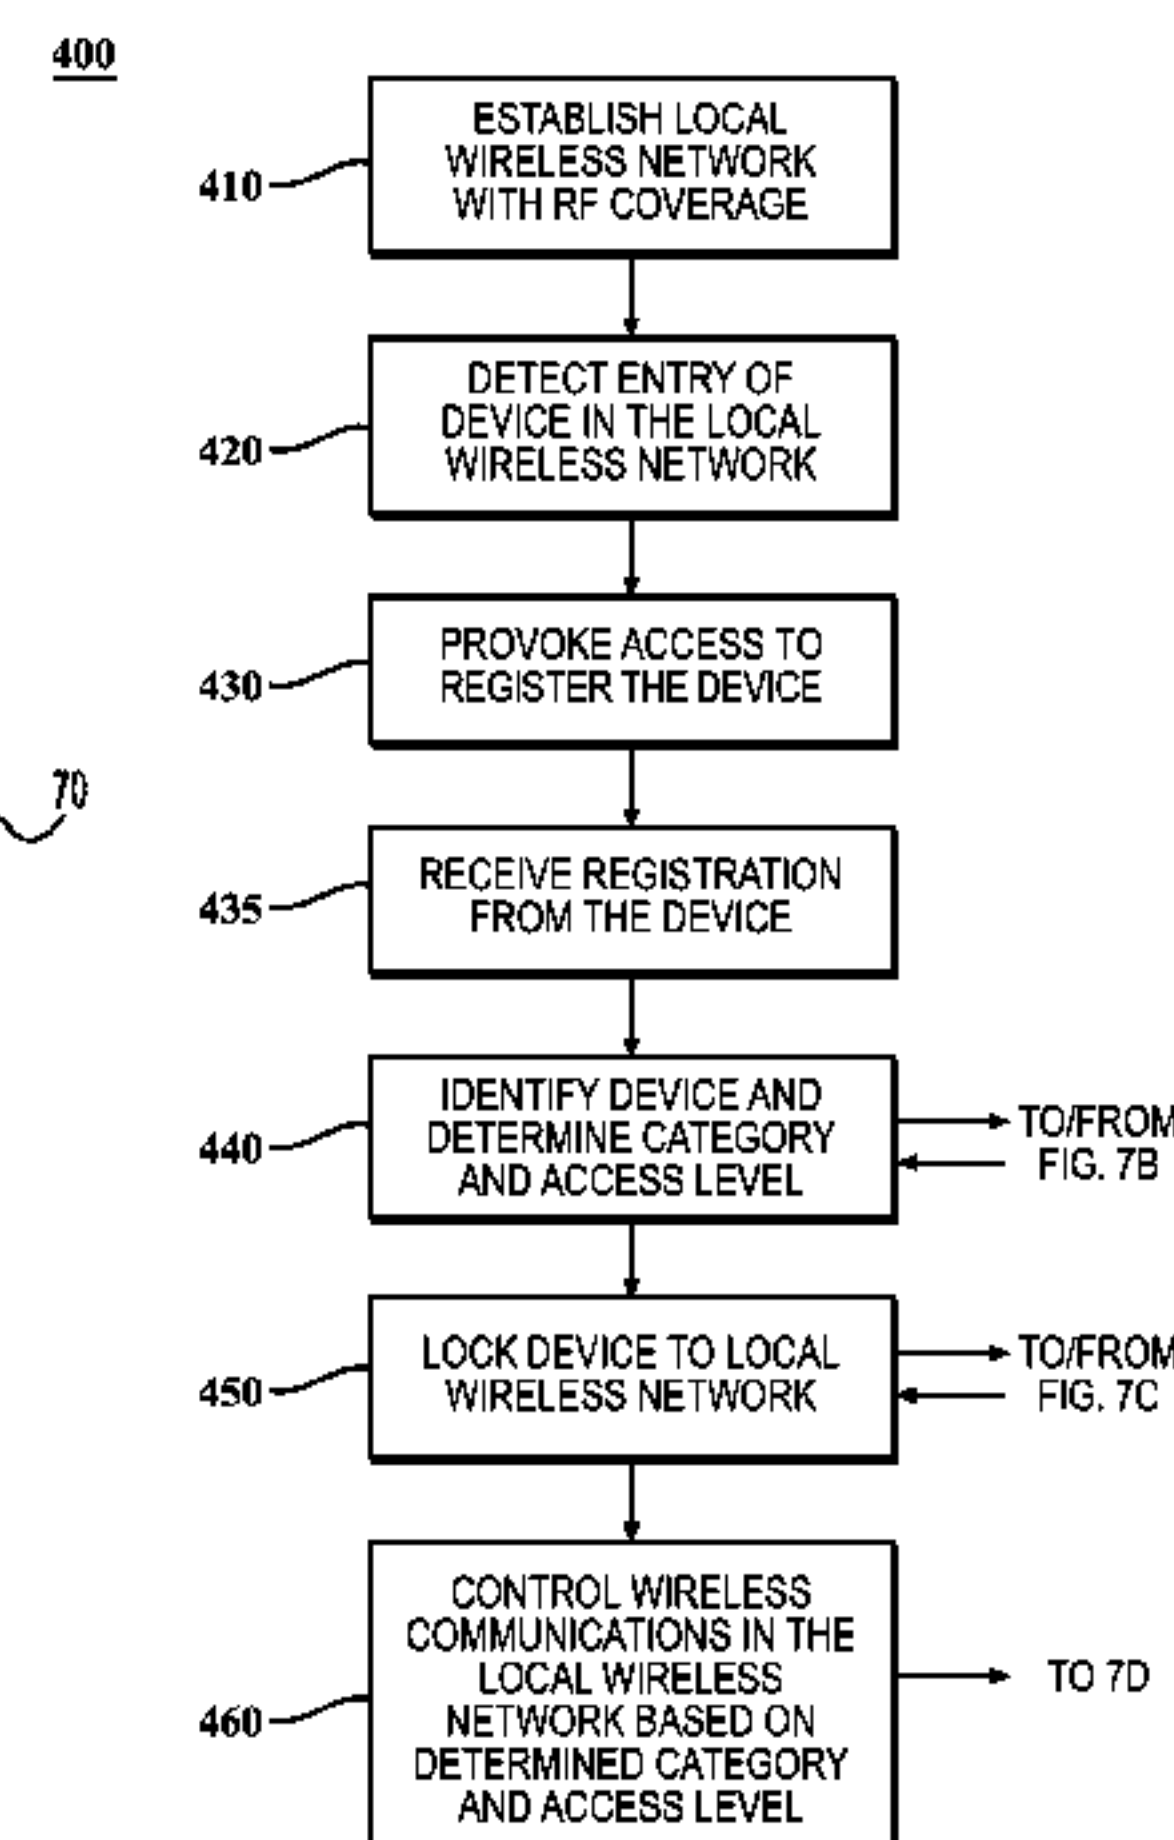 400
ESTABLISH LOCAL
WIRELESS NETWORK
WITH RF COVERAGE
410
DETECT ENTRY OF
DEVICE IN THE LOCAL
WIRELESS NETWORK
420
PROVOKE ACCESS TO
REGISTER THE DEVICE
430
70
RECEIVE REGISTRATION
FROM THE DEVICE
435
IDENTIFY DEVICE AND
DETERMINE CATEGORY
AND ACCESS LEVEL
440
TO/FROM
FIG. 7B
LOCK DEVICE TO LOCAL
WIRELESS NETWORK
450
TO/FROM
FIG. 7C
CONTROL WIRELESS
COMMUNICATIONS IN THE
LOCAL WIRELESS
NETWORK BASED ON
DETERMINED CATEGORY
AND ACCESS LEVEL
460
TO 7D